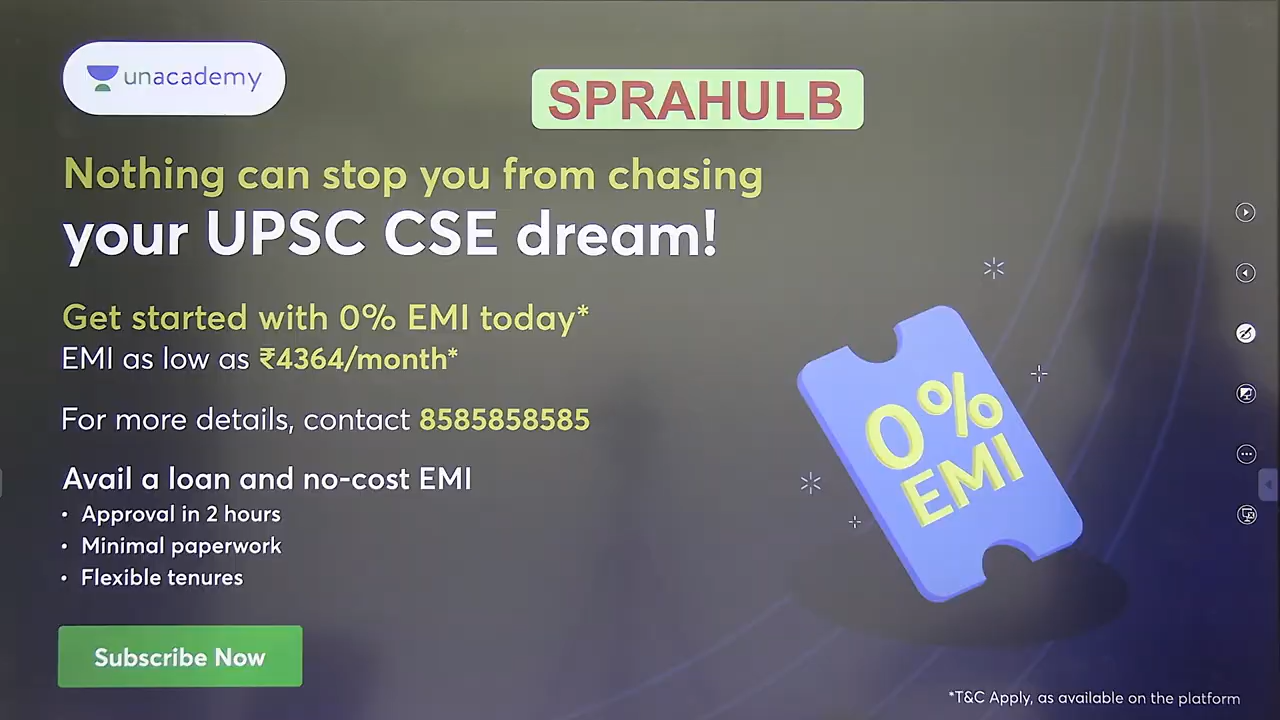 unacademy
SPRAHULB
Nothing can stop you from chasing
your UPSC CSE dream!
Get started with 0% EMI today*
EMI as low as ₹4364/month*
For more details, contact 8585858585
Avail a loan and no-cost EMI
• Approval in 2 hours
• Minimal paperwork
• Flexible tenures
Subscribe Now
0%
EMI
*T&C Apply, as available on the platform